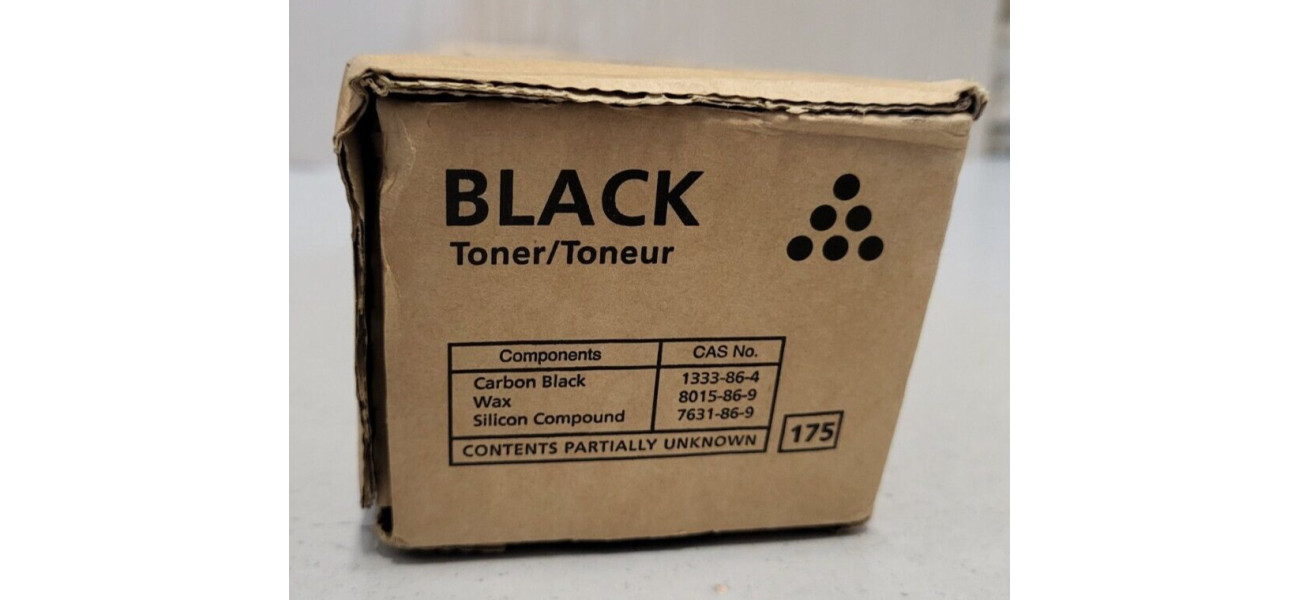 BLACK
Toner/Toneur
Components CAS No.
Carbon Black 1333-86-4
Wax 8015-86-9
Silicon Compound 7631-86-9
CONTENTS PARTIALLY UNKNOWN
175